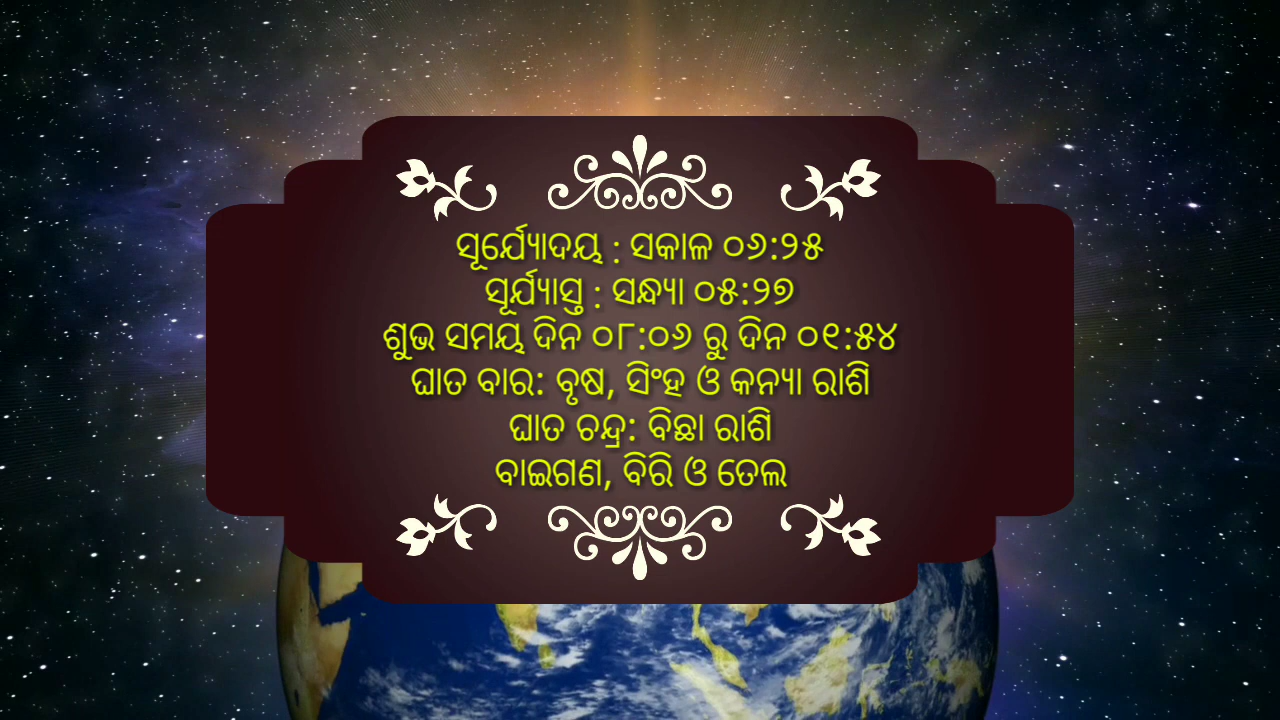 ସୂର୍ଯ୍ୟୋଦୟ : ସକାଳ ୦୬:୨୫
ସୂର୍ଯ୍ୟାସ୍ତ : ସନ୍ଧ୍ୟା ୦୫:୨୭
ଶୁଭ ସମୟ ଦିନ ୦୮:୦୬ ରୁ ଦିନ ୦୧:୫୪
ଘାତ ବାର: ବୃଷ, ସିଂହ ଓ କନ୍ୟା ରାଶି
ଘାତ ଚନ୍ଦ୍ର: ବିଛା ରାଶି
ବାଇଗଣ, ବିରି ଓ ତେଲ